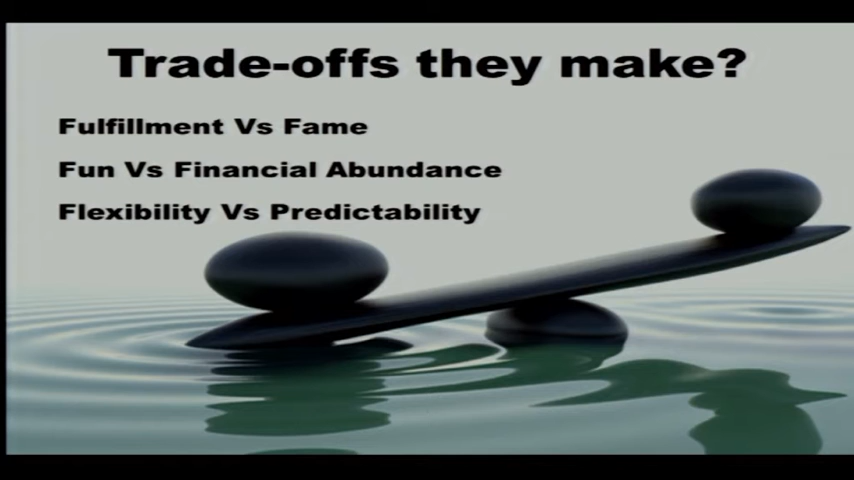 Trade-offs they make?
Fulfillment Vs Fame
Fun Vs Financial Abundance
Flexibility Vs Predictability